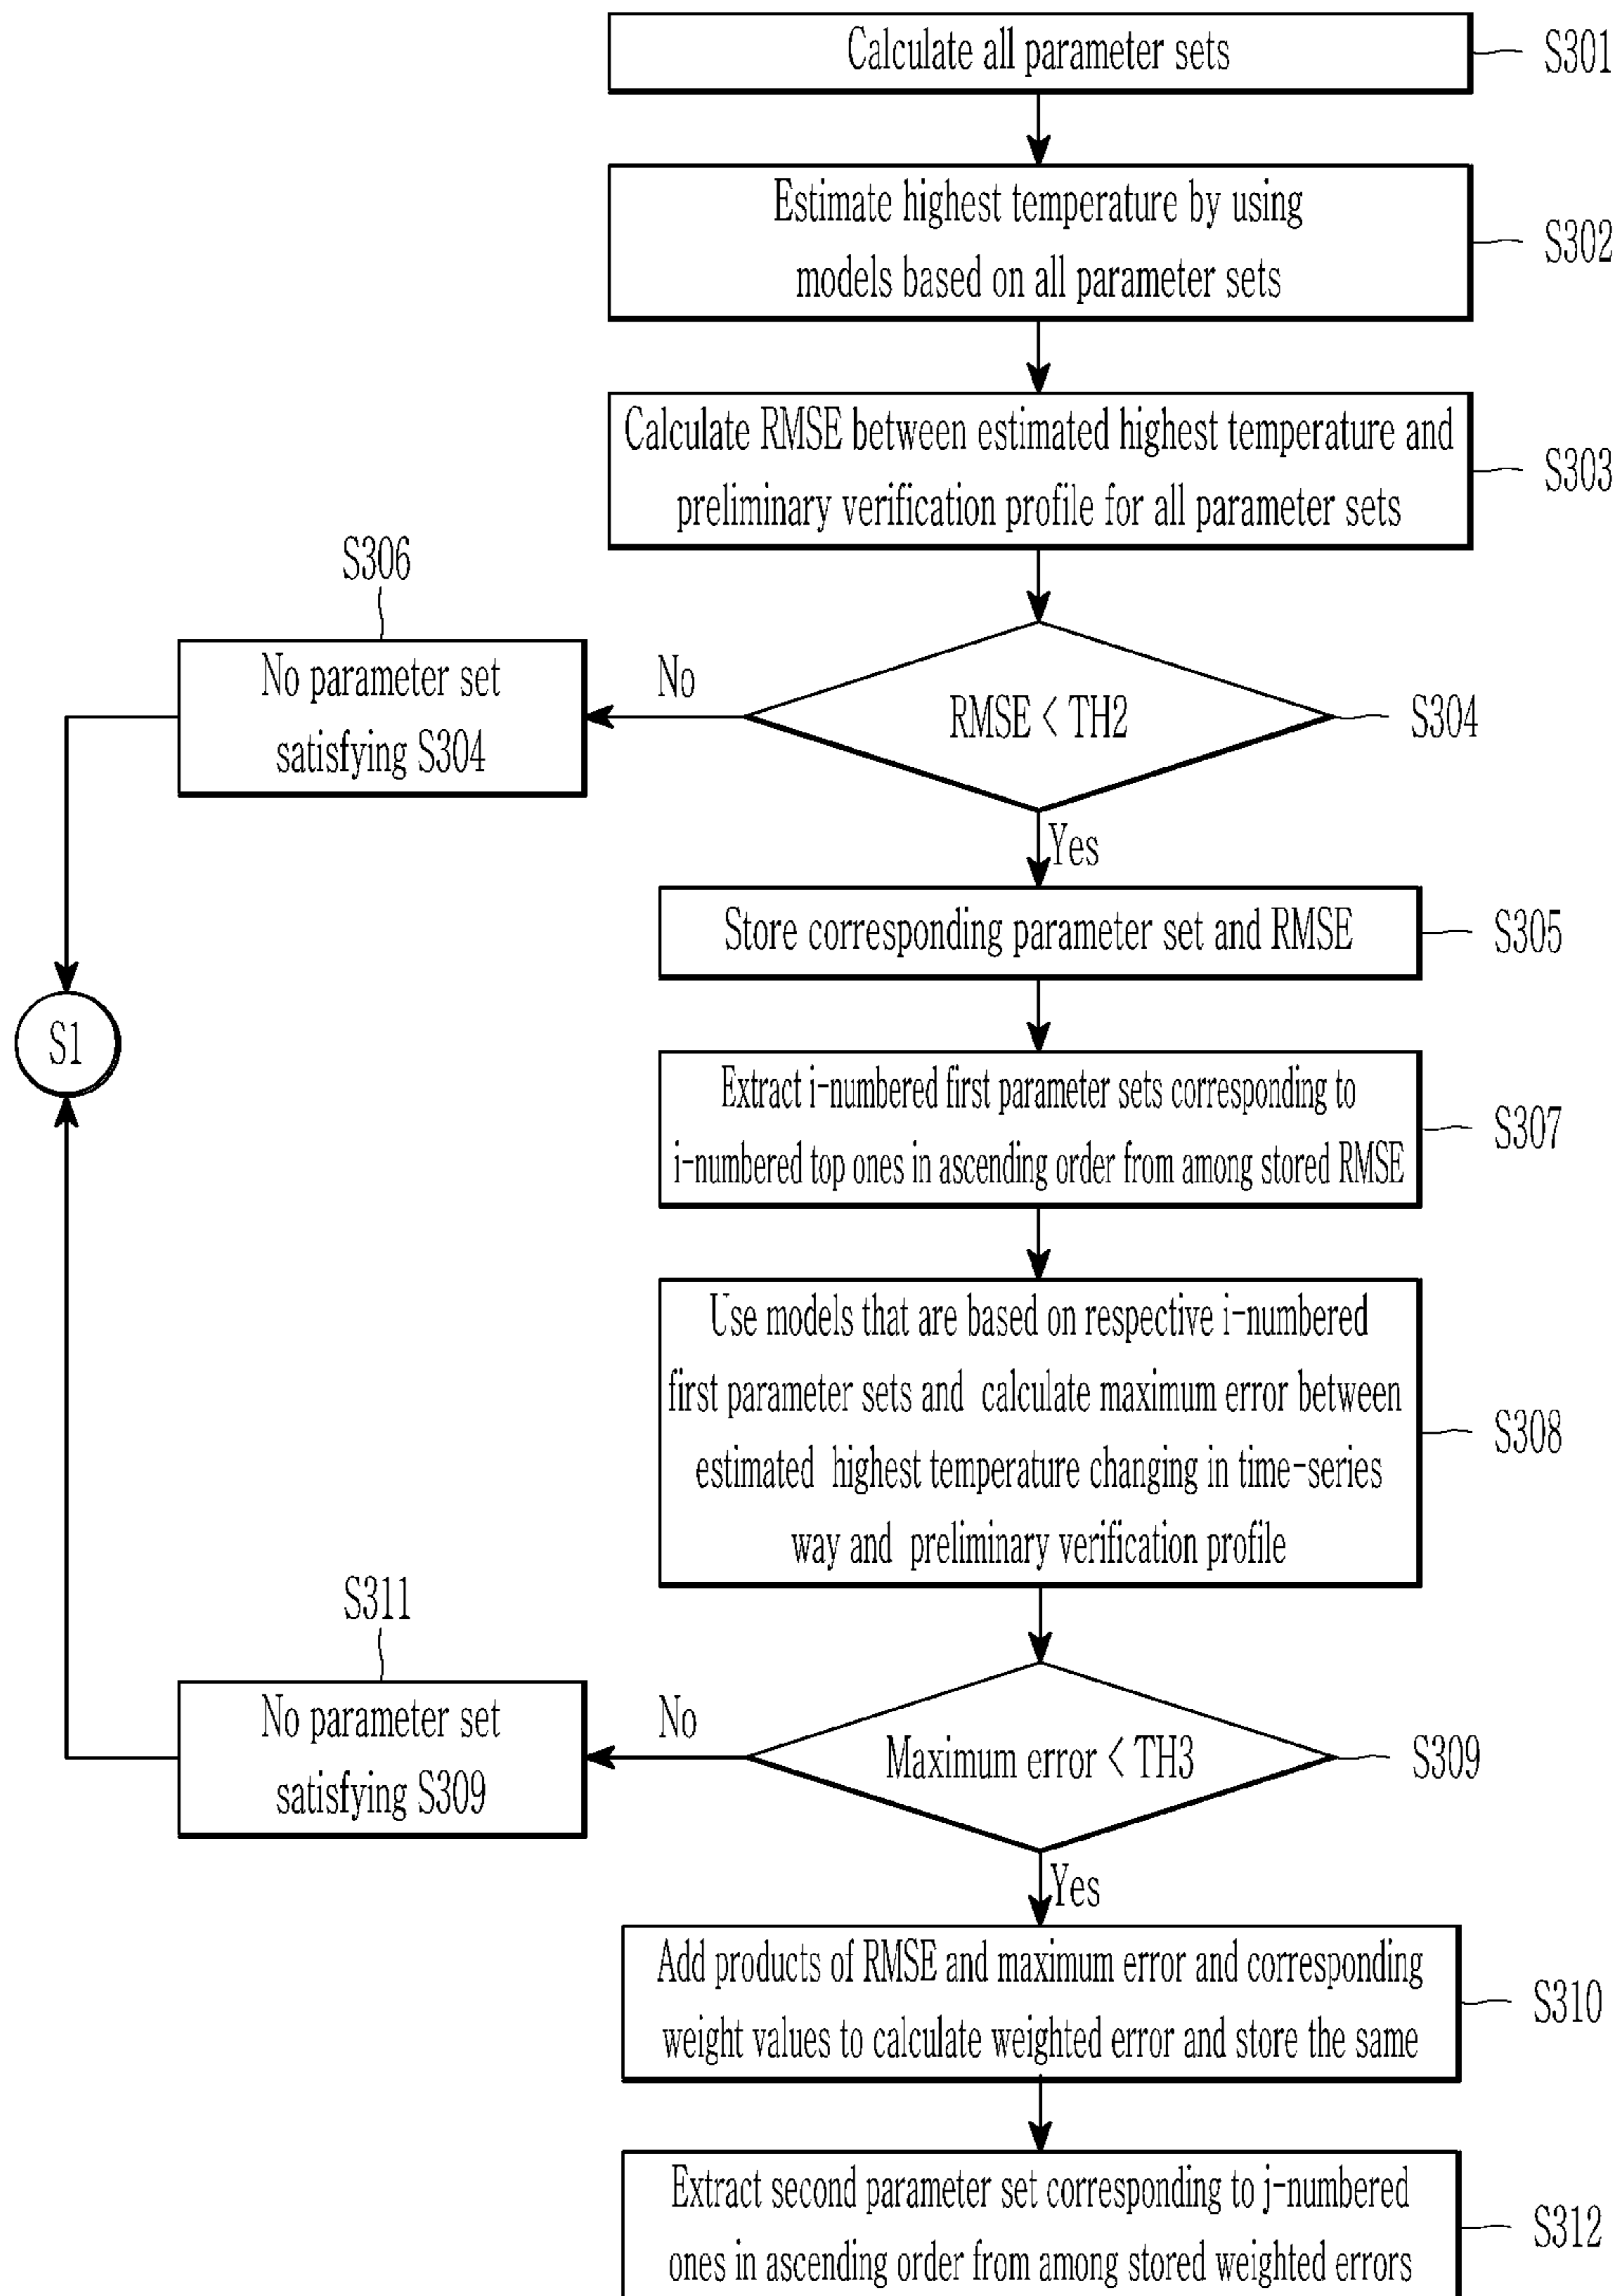 Calculate all parameter sets
S301
Estimate highest temperature by using
models based on all parameter sets
S302
Calculate RMSE between estimated highest temperature and
preliminary verification profile for all parameter sets
S303
S306
No parameter set
satisfying S304
No
RMSE < TH2
S304
Yes
Store corresponding parameter set and RMSE
S305
S1
Extract i-numbered first parameter sets corresponding to
i-numbered top ones in ascending order from among stored RMSE
S307
Use models that are based on respective i-numbered
first parameter sets and calculate maximum error between
estimated highest temperature changing in time-series
way and preliminary verification profile
S308
S311
No parameter set
satisfying S309
No
Maximum error < TH3
S309
Yes
Add products of RMSE and maximum error and corresponding
weight values to calculate weighted error and store the same
S310
Extract second parameter set corresponding to j-numbered
ones in ascending order from among stored weighted errors
S312